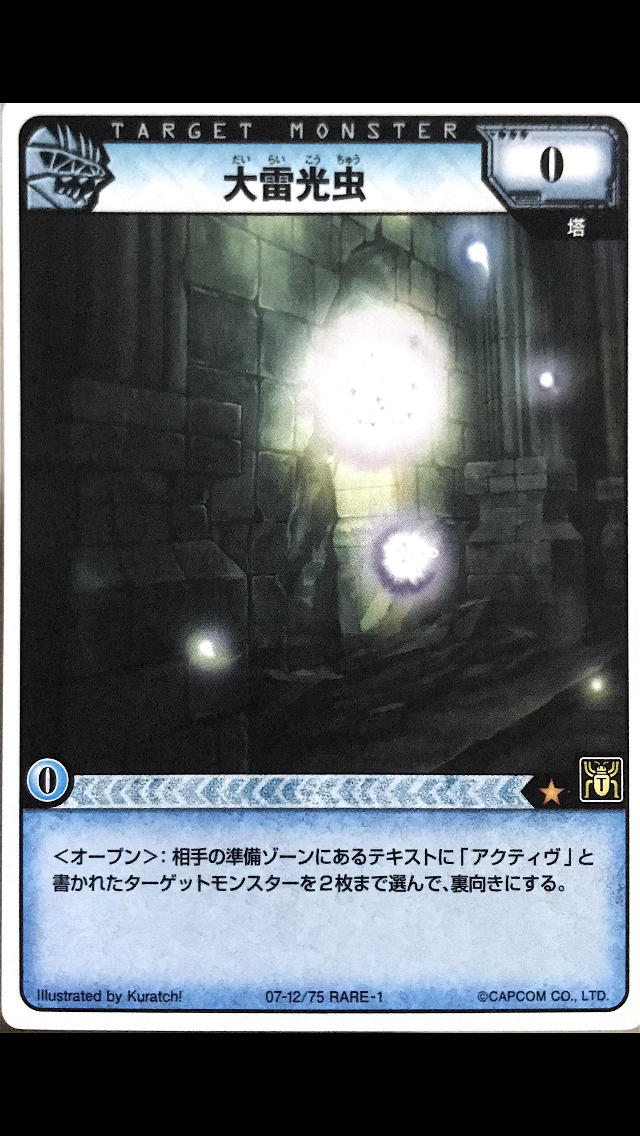 TARGET MONSTER
だい らい こう ちゅう
大雷光虫
0
塔
0
T
＜オープン＞：相手の準備ゾーンにあるテキストに「アクティヴ」と
書かれたターゲットモンスターを２枚まで選んで、裏向きにする。
Illustrated by Kuratch! 07-12/75 RARE-1 ©CAPCOM CO., LTD.